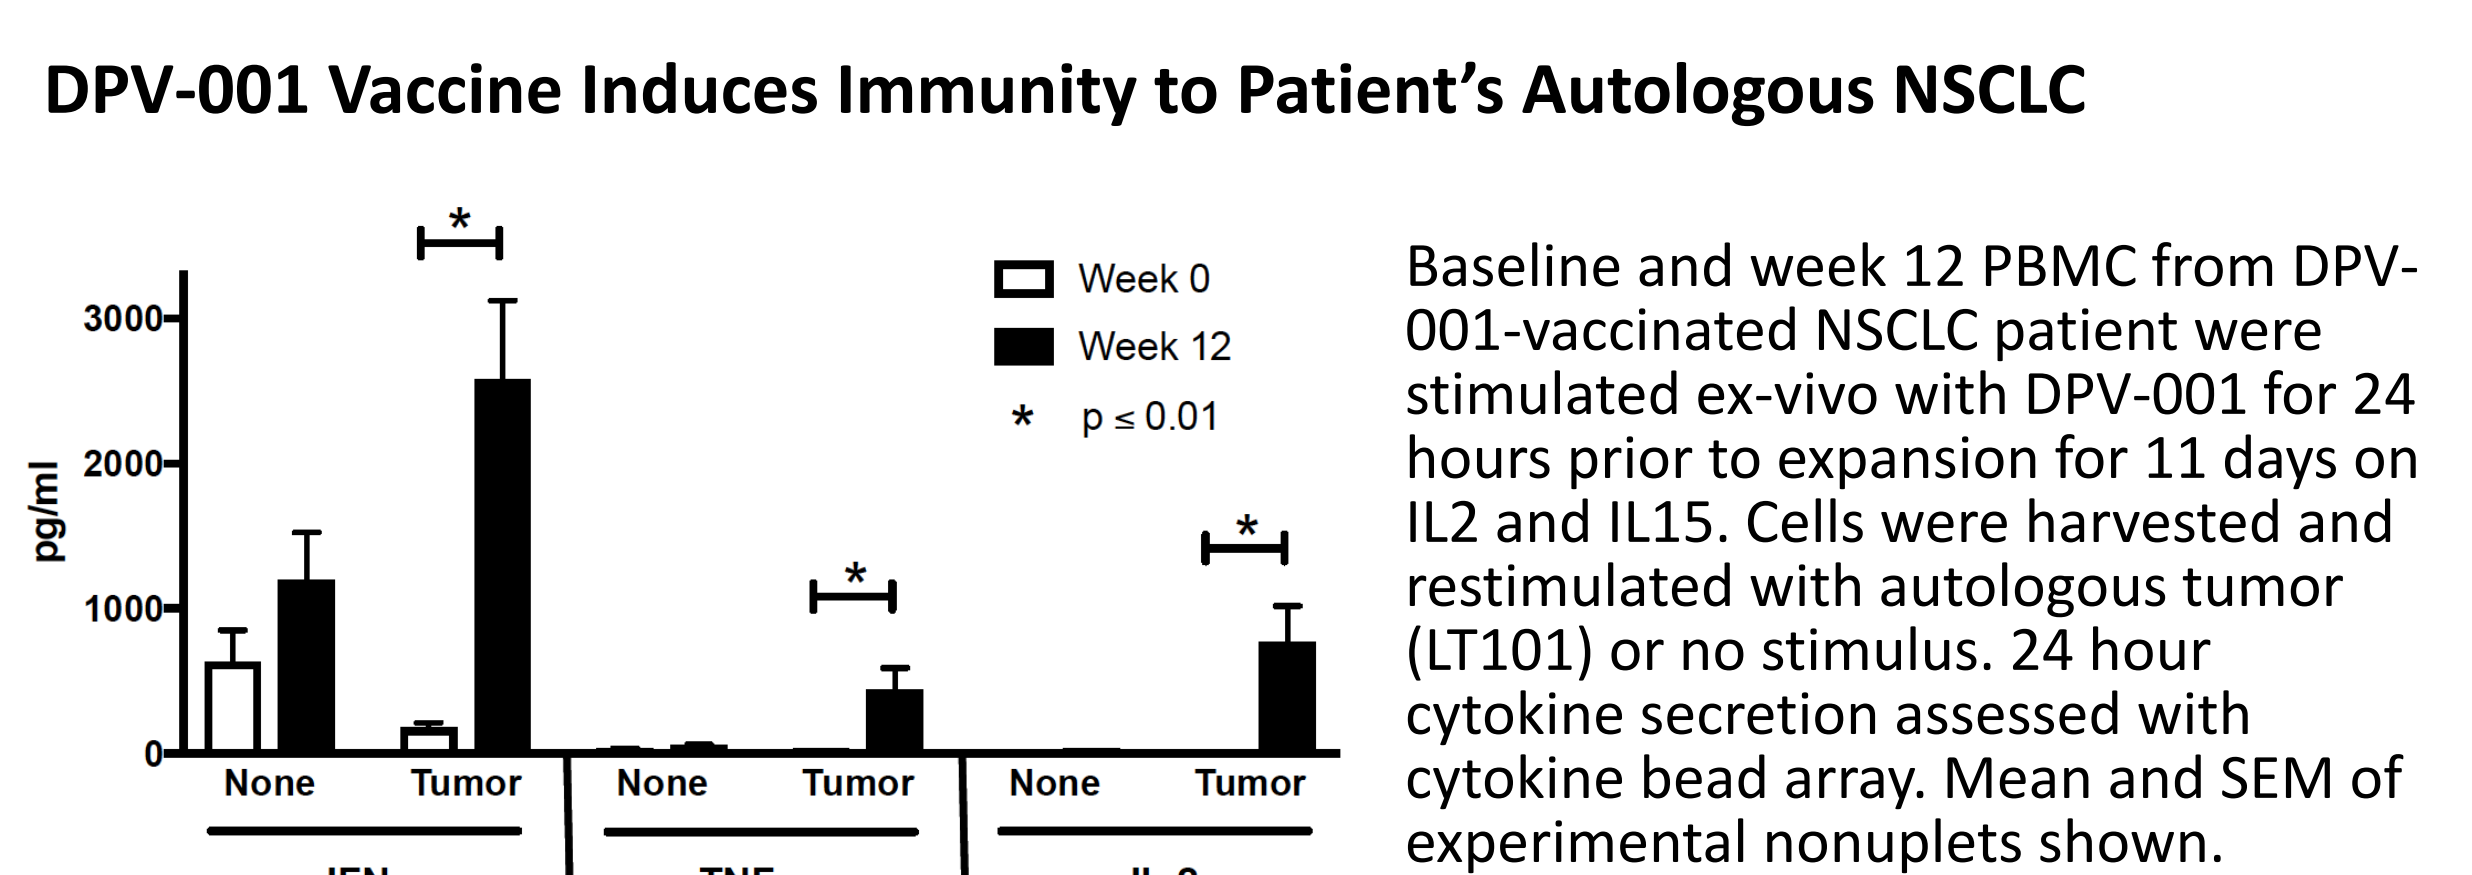 DPV-001 Vaccine Induces Immunity to Patient’s Autologous NSCLC
*
Week 0
Week 12
* p ≤ 0.01
3000
2000
1000
0
pg/ml
*
*
None Tumor None Tumor None Tumor
Baseline and week 12 PBMC from DPV-
001-vaccinated NSCLC patient were
stimulated ex-vivo with DPV-001 for 24
hours prior to expansion for 11 days on
IL2 and IL15. Cells were harvested and
restimulated with autologous tumor
(LT101) or no stimulus. 24 hour
cytokine secretion assessed with
cytokine bead array. Mean and SEM of
experimental nonuplets shown.